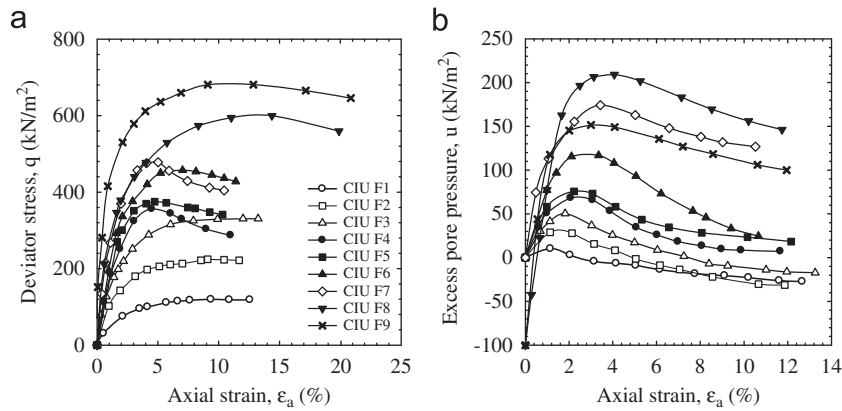 a
800
600
400
200
0
Deviator stress, q (kN/m²)
0 5 10 15 20 25
Axial strain, εa (%)
CIU F1
CIU F2
CIU F3
CIU F4
CIU F5
CIU F6
CIU F7
CIU F8
CIU F9
b
250
200
150
100
50
0
-50
-100
Excess pore pressure, u (kN/m²)
0 2 4 6 8 10 12 14
Axial strain, εa (%)